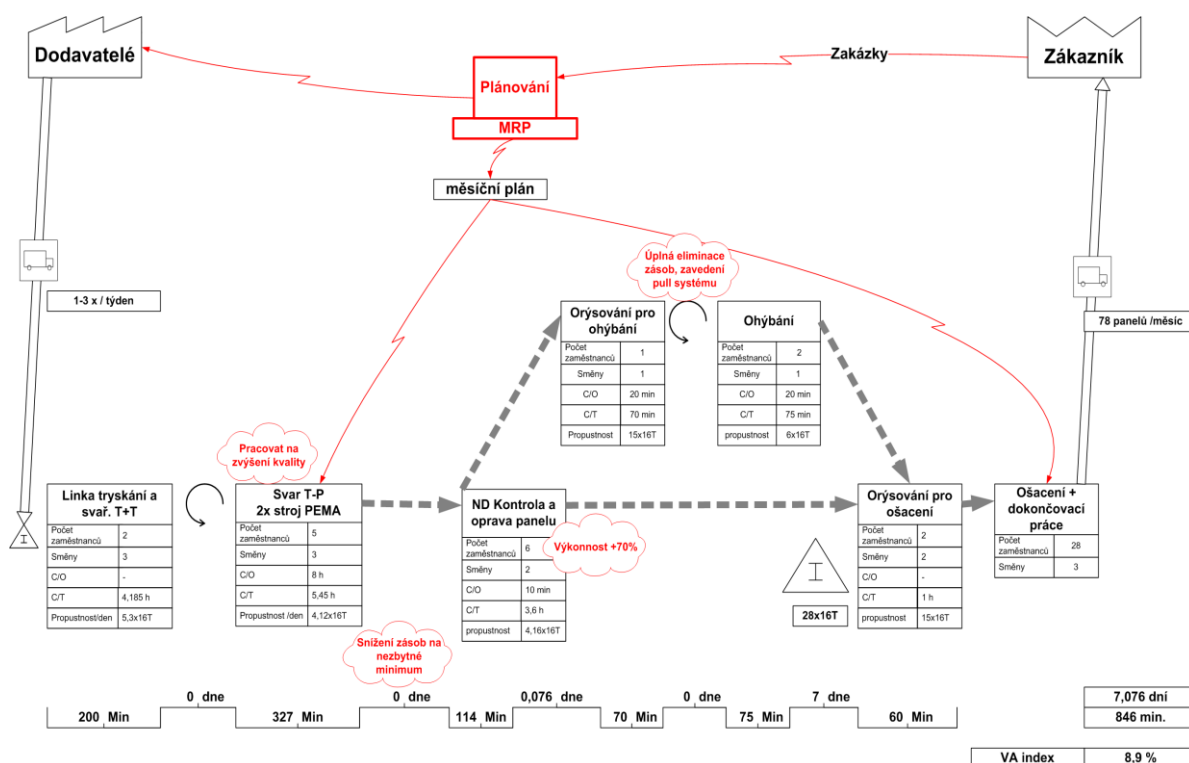 Dodavatelé
Zakázky
Zákazník
Plánování
MRP
měsíční plán
1-3 x / týden
78 panelů /měsíc
Úplná eliminace
zásob, zavedení
pull systému
Orýsování pro
ohýbání
Počet
zaměstnanců
1
Směny
1
C/O
20 min
C/T
70 min
Propustnost
15x16T
Ohýbání
Počet
zaměstnanců
2
Směny
1
C/O
20 min
C/T
75 min
propustnost
6x16T
Pracovat na
zvýšení kvality
Linka tryskání a
svař. T+T
Počet
zaměstnanců
2
Směny
3
C/O
-
C/T
4,185 h
Propustnost/den
5,3x16T
Svar T-P
2x stroj PEMA
Počet
zaměstnanců
5
Směny
3
C/O
8 h
C/T
5,45 h
Propustnost /den
4,12x16T
ND Kontrola a
oprava panelu
Počet
zaměstnanců
6
Směny
2
C/O
10 min
C/T
3,6 h
propustnost
4,16x16T
Výkonnost +70%
I
I
28x16T
Orýsování pro
ošacení
Počet
zaměstnanců
2
Směny
2
C/O
-
C/T
1 h
propustnost
15x16T
Ošacení +
dokončovací
práce
Počet
zaměstnanců
28
Směny
3
Snížení zásob na
nezbytné
minimum
0 dne
0 dne
0,076 dne
0 dne
7 dne
7,076 dní
200 Min
327 Min
114 Min
70 Min
75 Min
60 Min
846 min.
VA index
8,9 %